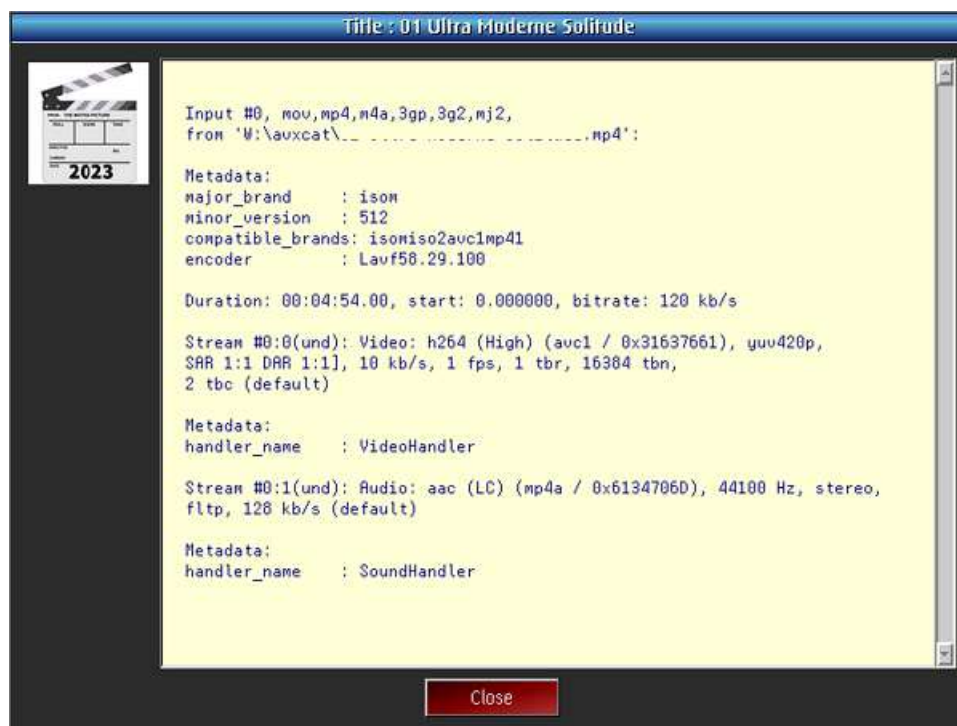 Title : 01 Ultra Moderne Solitude
2023
Input #0, mov,mp4,m4a,3gp,3g2,mj2,
from 'W:\avxcat\ .mp4':
Metadata:
major_brand : isom
minor_version : 512
compatible_brands: isomiso2avc1mp41
encoder : Lavf58.29.100
Duration: 00:04:54.00, start: 0.000000, bitrate: 120 kb/s
Stream #0:0(und): Video: h264 (High) (avc1 / 0x31637661), yuv420p,
SAR 1:1 DAR 1:1], 10 kb/s, 1 fps, 1 tbr, 16384 tbn,
2 tbc (default)
Metadata:
handler_name : VideoHandler
Stream #0:1(und): Audio: aac (LC) (mp4a / 0x6134706D), 44100 Hz, stereo,
fltp, 128 kb/s (default)
Metadata:
handler_name : SoundHandler
Close